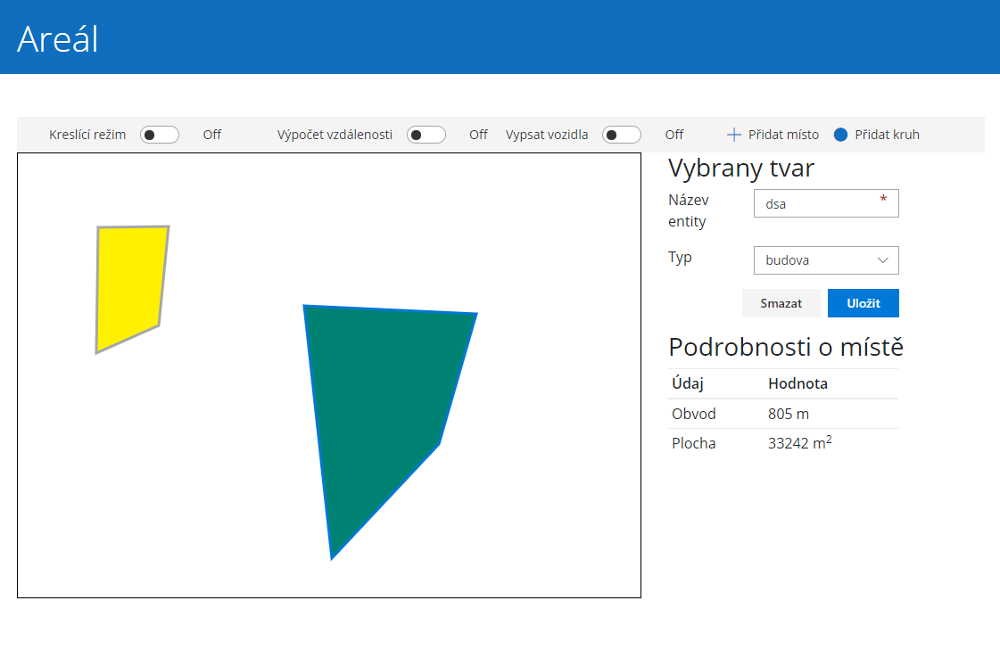 Areál
Kreslící režim Off Výpočet vzdálenosti Off Vypsat vozidla Off Přidat místo Přidat kruh
Vybrany tvar
Název
entity
dsa *
Typ budova
Smazat Uložit
Podrobnosti o místě
Údaj Hodnota
Obvod 805 m
Plocha 33242 m²